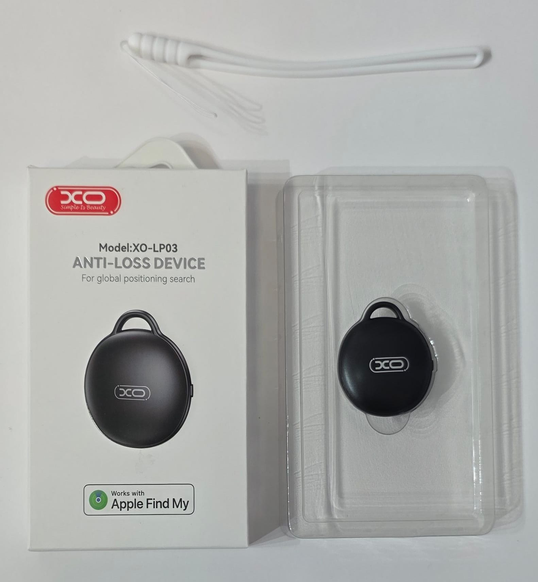 XO
Simple Is Beauty
Model:XO-LP03
ANTI-LOSS DEVICE
For global positioning search
XO
Works with
Apple Find My
XO